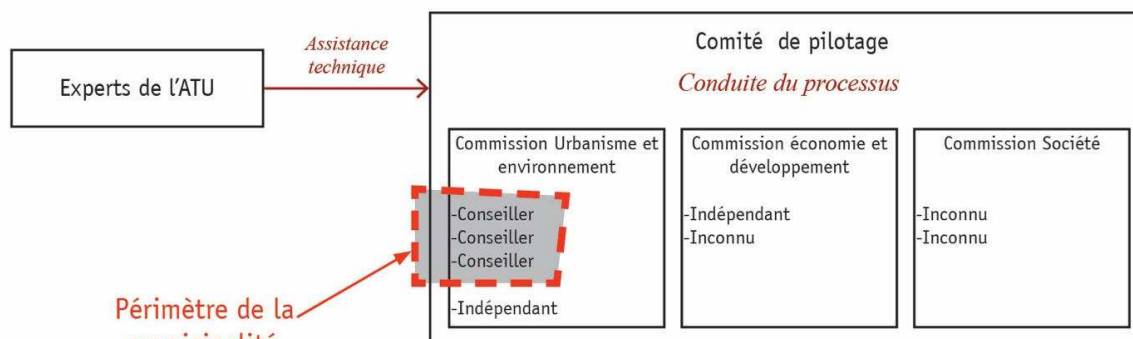 Assistance
technique
Experts de l'ATU
Comité de pilotage
Conduite du processus
Commission Urbanisme et
environnement
-Conseiller
-Conseiller
-Conseiller
-Indépendant
Commission économie et
développement
-Indépendant
-Inconnu
Commission Société
-Inconnu
-Inconnu
Périmètre de la